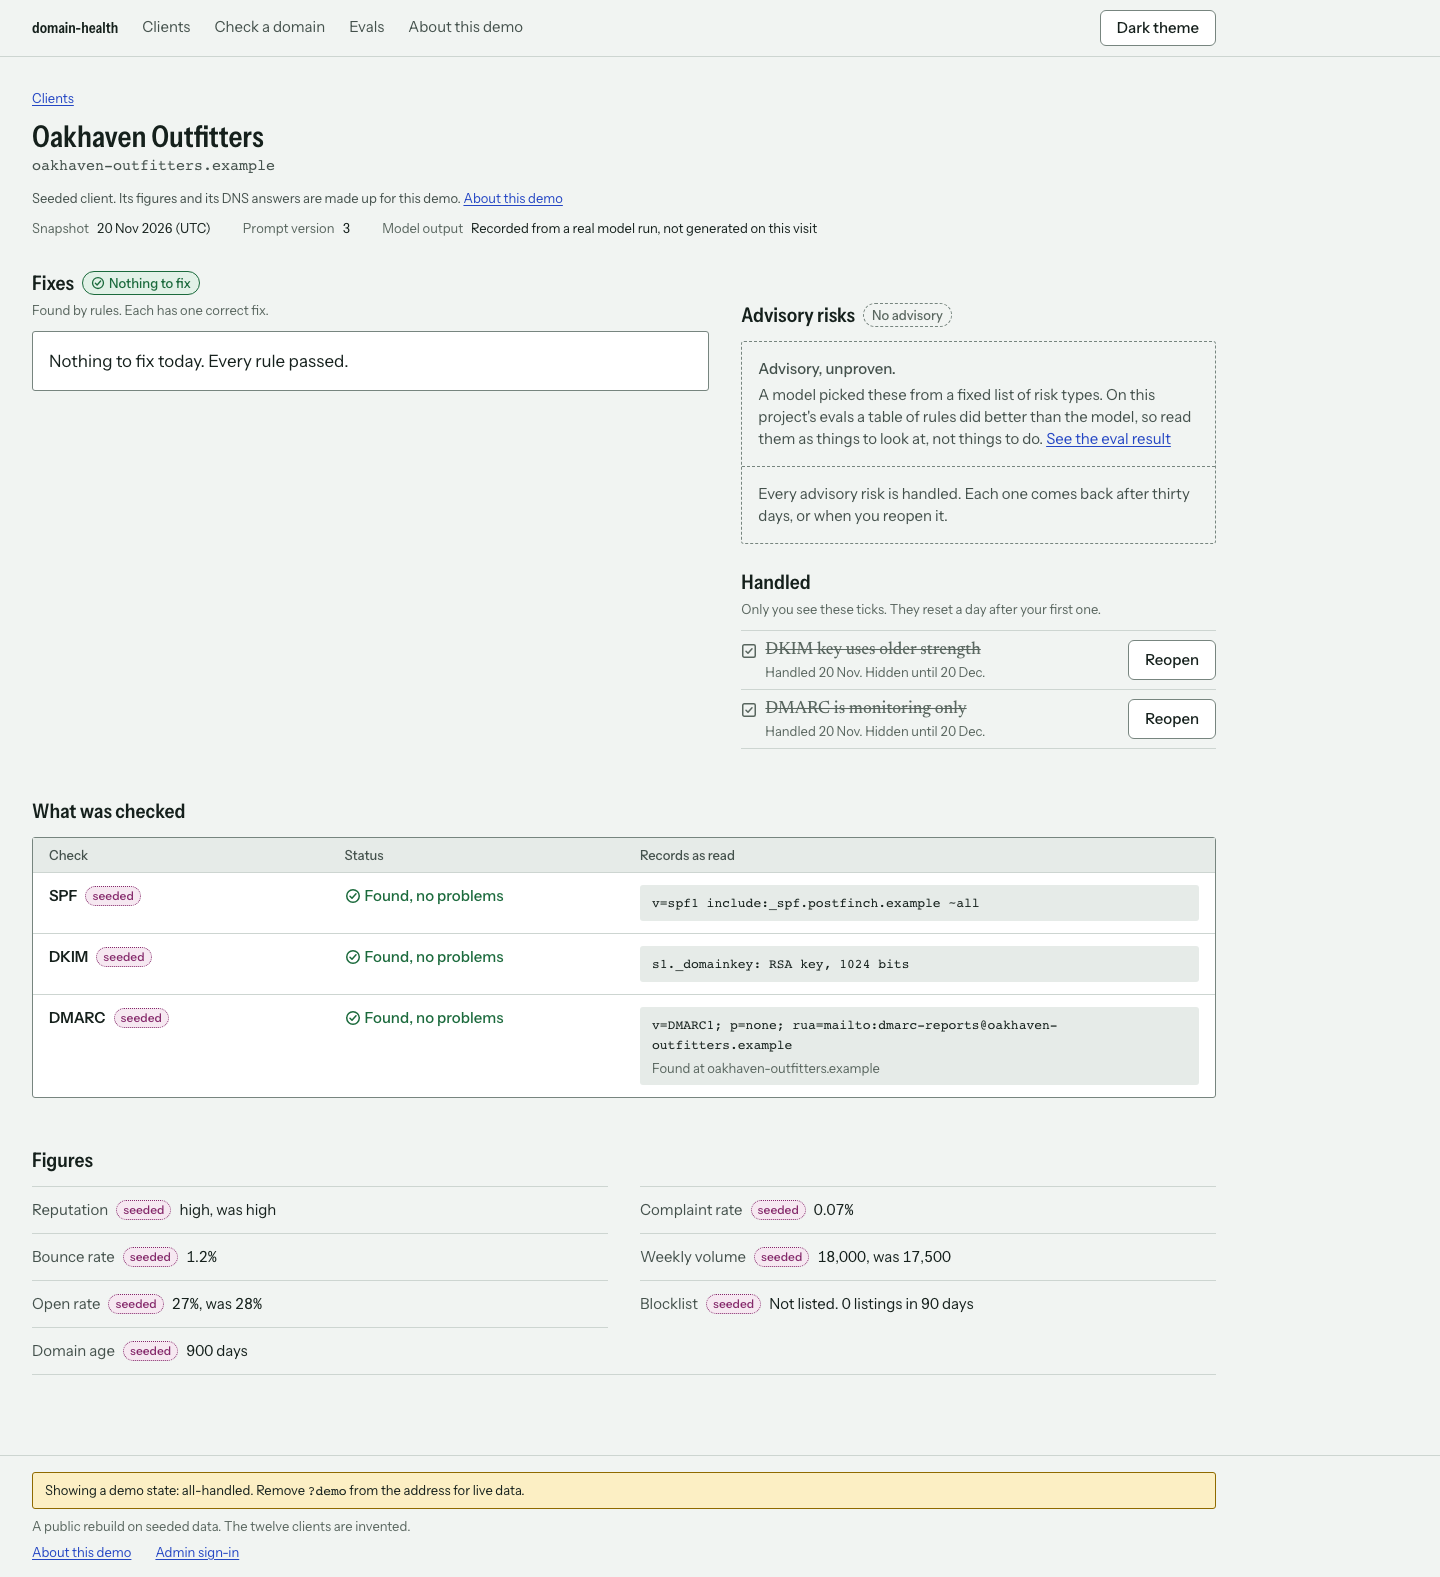 domain-health Clients Check a domain Evals About this demo Dark theme
Clients
Oakhaven Outfitters
oakhaven-outfitters.example
Seeded client. Its figures and its DNS answers are made up for this demo. About this demo
Snapshot 20 Nov 2026 (UTC) Prompt version 3 Model output Recorded from a real model run, not generated on this visit
Fixes Nothing to fix
Found by rules. Each has one correct fix.
Nothing to fix today. Every rule passed.
Advisory risks No advisory
Advisory, unproven.
A model picked these from a fixed list of risk types. On this
project's evals a table of rules did better than the model, so read
them as things to look at, not things to do. See the eval result
Every advisory risk is handled. Each one comes back after thirty
days, or when you reopen it.
Handled
Only you see these ticks. They reset a day after your first one.
DKIM key uses older strength
Handled 20 Nov. Hidden until 20 Dec.
Reopen
DMARC is monitoring only
Handled 20 Nov. Hidden until 20 Dec.
Reopen
What was checked
Check Status Records as read
SPF seeded Found, no problems v=spf1 include:_spf.postfinch.example ~all
DKIM seeded Found, no problems s1._domainkey: RSA key, 1024 bits
DMARC seeded Found, no problems v=DMARC1; p=none; rua=mailto:dmarc-reports@oakhaven-
outfitters.example
Found at oakhaven-outfitters.example
Figures
Reputation seeded high, was high
Complaint rate seeded 0.07%
Bounce rate seeded 1.2%
Weekly volume seeded 18,000, was 17,500
Open rate seeded 27%, was 28%
Blocklist seeded Not listed. 0 listings in 90 days
Domain age seeded 900 days
Showing a demo state: all-handled. Remove ?demo from the address for live data.
A public rebuild on seeded data. The twelve clients are invented.
About this demo Admin sign-in